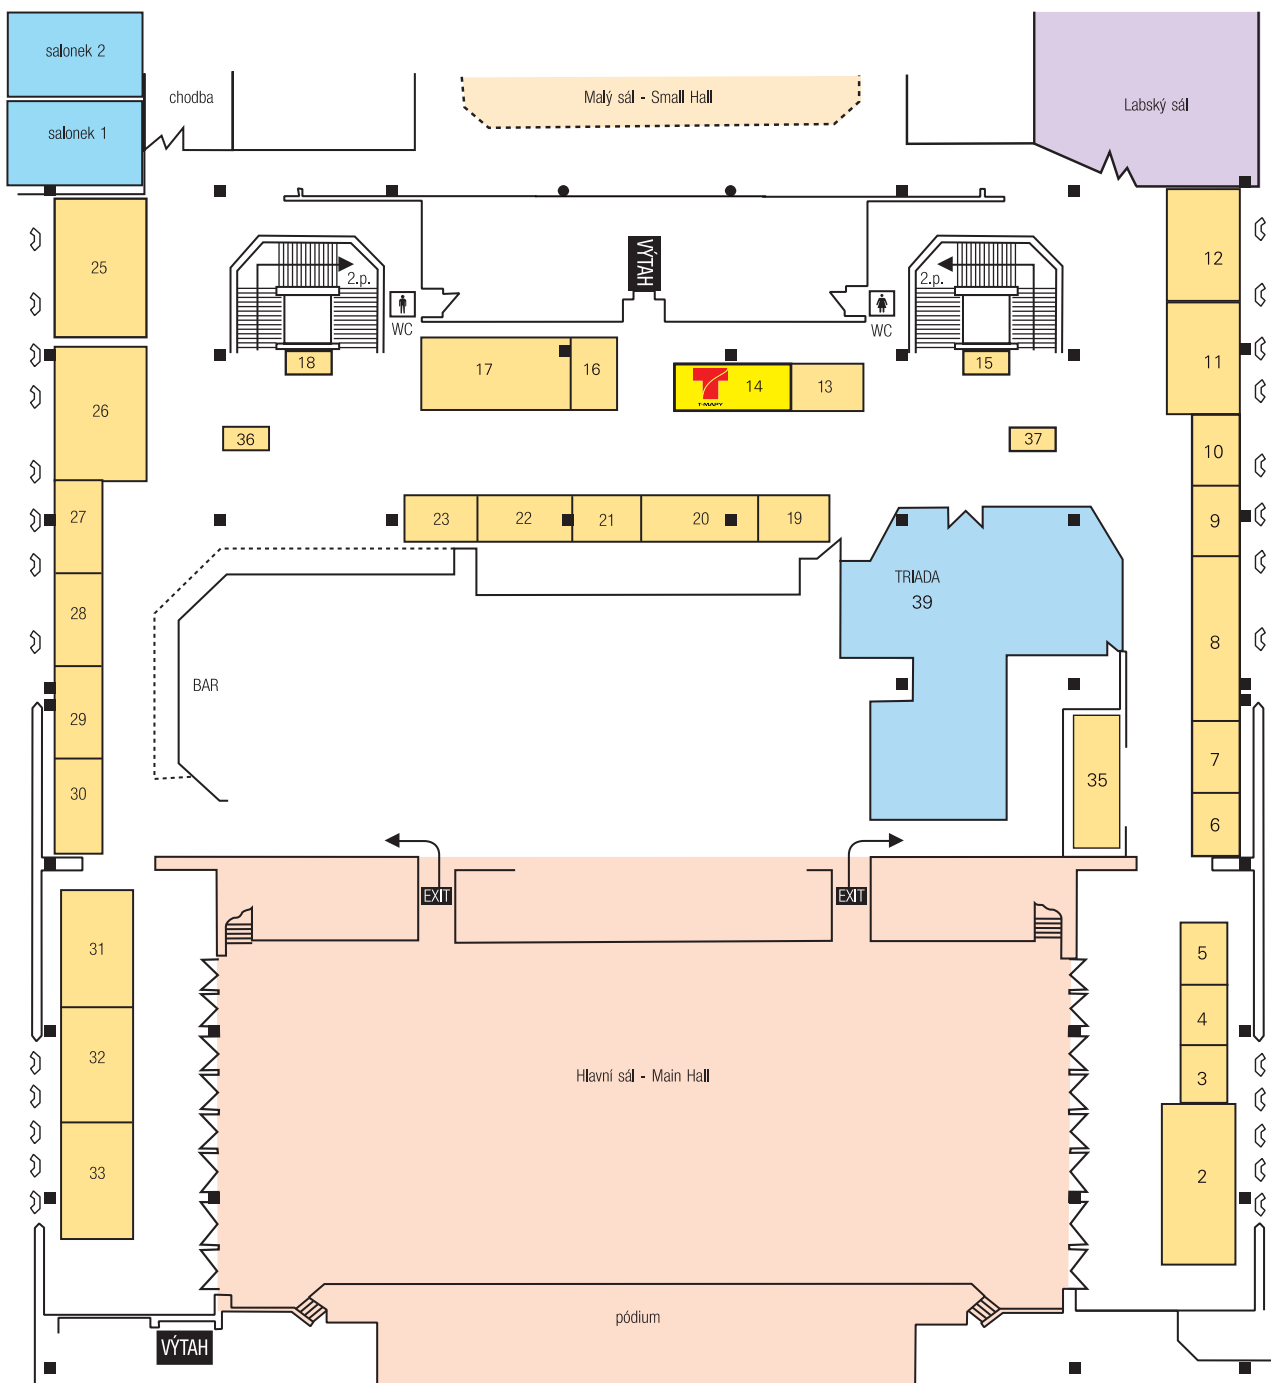 salonek 2
salonek 1
chodba
Malý sál - Small Hall
Labský sál
25
2.p.
WC
VÝTAH
2.p.
WC
12
11
18
17
16
T-MAPY
14
13
15
26
36
37
10
27
23
22
21
20
19
9
TRIADA
39
28
8
BAR
29
7
35
30
6
EXIT
EXIT
31
5
4
32
3
Hlavní sál - Main Hall
33
2
pódium
VÝTAH